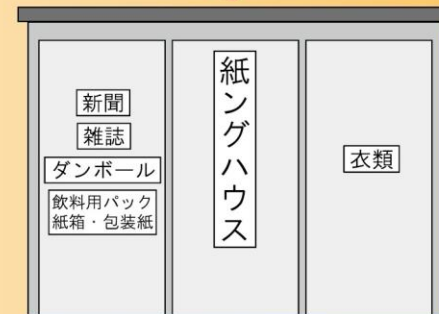 新聞
雑誌
ダンボール
飲料用パック
紙箱・包装紙
紙ングハウス
衣類